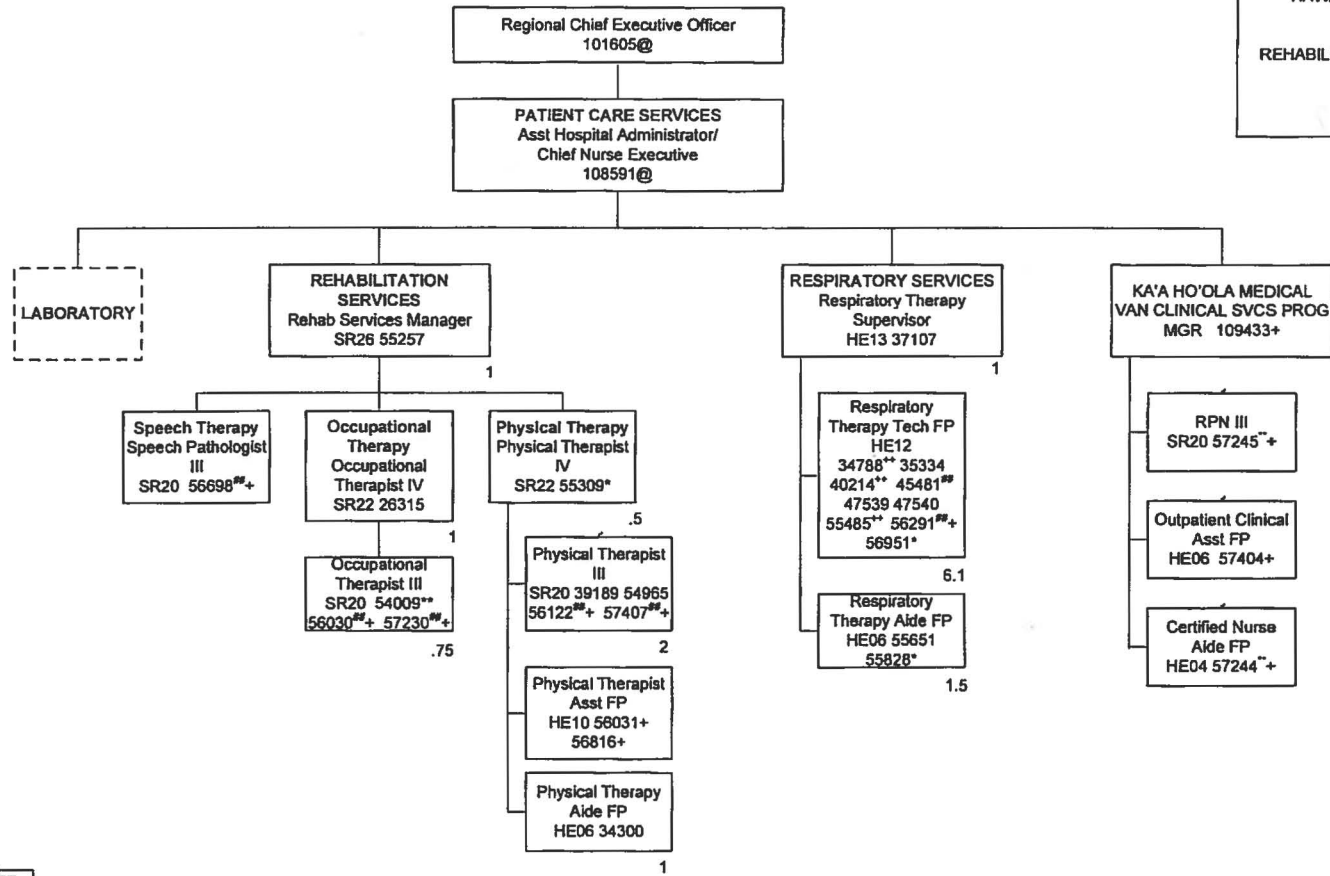 Regional Chief Executive Officer
101605@
REHABIL
PATIENT CARE SERVICES
Asst Hospital Administrator/
Chief Nurse Executive
108591@
LABORATORY
REHABILITATION
SERVICES
Rehab Services Manager
SR26 55257
1
RESPIRATORY SERVICES
Respiratory Therapy
Supervisor
HE13 37107
1
KA'A HO'OLA MEDICAL
VAN CLINICAL SVCS PROG
MGR 109433+
Speech Therapy
Speech Pathologist
III
SR20 56698##+
Occupational
Therapy
Occupational
Therapist IV
SR22 26315
1
Physical Therapy
Physical Therapist
IV
SR22 55309*
.5
Occupational
Therapist III
SR20 54009**
56030##+ 57230##+
.75
Physical Therapist
III
SR20 39189 54965
56122##+ 57407##+
2
Physical Therapist
Asst FP
HE10 56031+
56816+
Physical Therapy
Aide FP
HE06 34300
1
Respiratory
Therapy Tech FP
HE12
34788++ 35334
40214++ 45481##
47539 47540
55485++ 56291##+
56951*
6.1
Respiratory
Therapy Aide FP
HE06 55651
55828*
1.5
RPN III
SR20 57245**+
Outpatient Clinical
Asst FP
HE06 57404+
Certified Nurse
Aide FP
HE04 57244**+